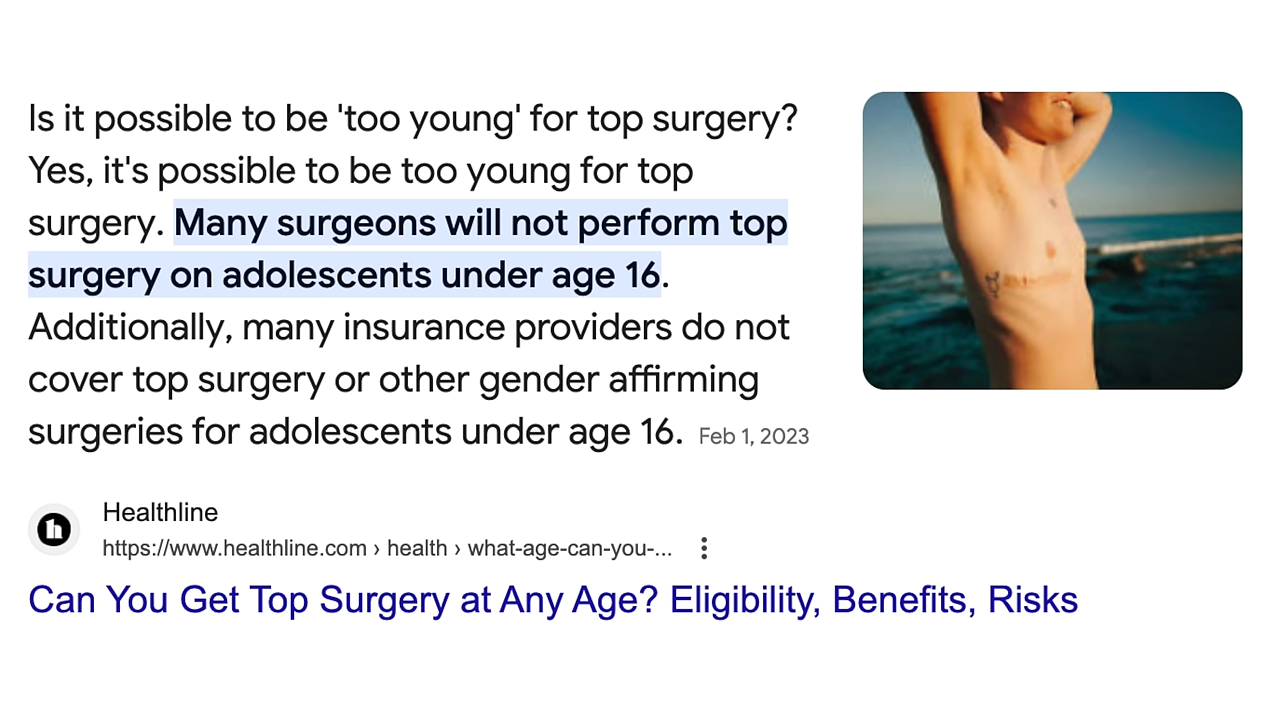 Is it possible to be 'too young' for top surgery?
Yes, it's possible to be too young for top
surgery. Many surgeons will not perform top
surgery on adolescents under age 16.
Additionally, many insurance providers do not
cover top surgery or other gender affirming
surgeries for adolescents under age 16. Feb 1, 2023
h
Healthline
https://www.healthline.com › health › what-age-can-you-...
Can You Get Top Surgery at Any Age? Eligibility, Benefits, Risks